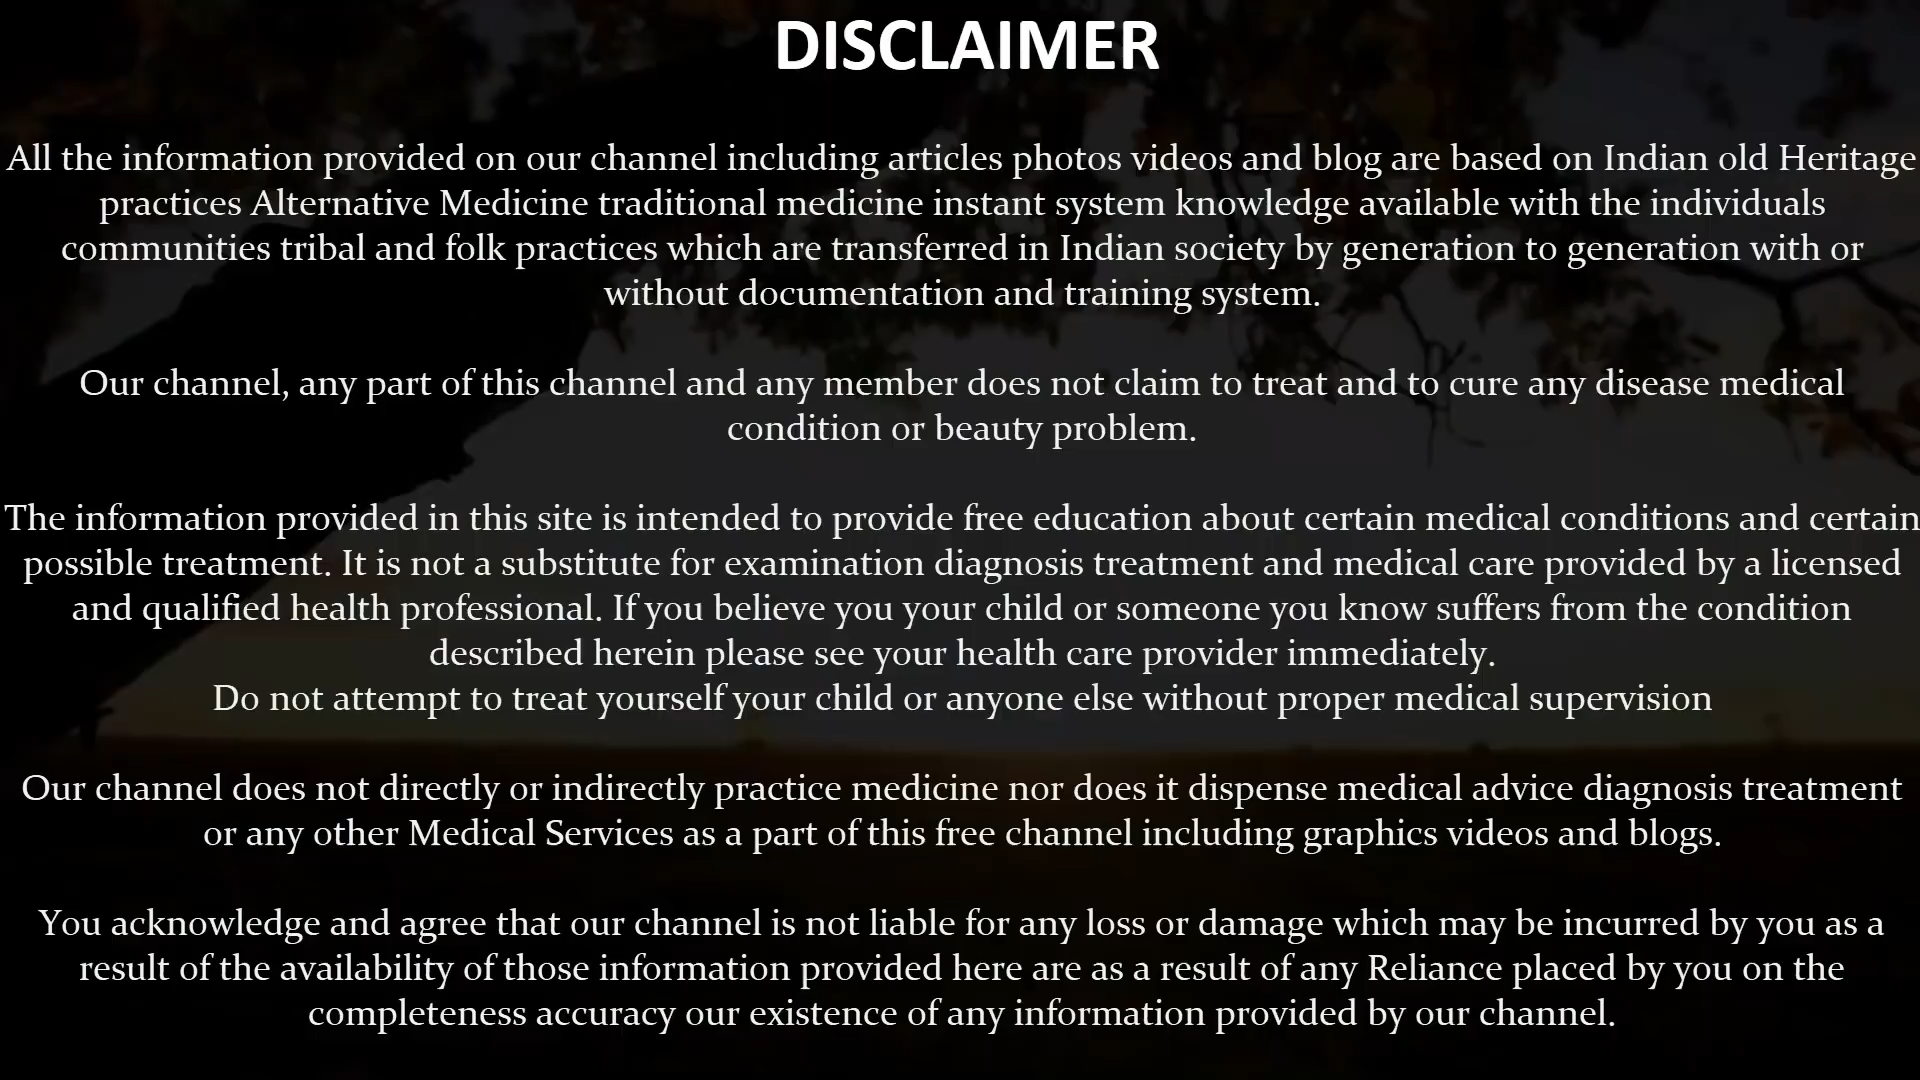 DISCLAIMER
All the information provided on our channel including articles photos videos and blog are based on Indian old Heritage
practices Alternative Medicine traditional medicine instant system knowledge available with the individuals
communities tribal and folk practices which are transferred in Indian society by generation to generation with or
without documentation and training system.
Our channel, any part of this channel and any member does not claim to treat and to cure any disease medical
condition or beauty problem.
The information provided in this site is intended to provide free education about certain medical conditions and certain
possible treatment. It is not a substitute for examination diagnosis treatment and medical care provided by a licensed
and qualified health professional. If you believe you your child or someone you know suffers from the condition
described herein please see your health care provider immediately.
Do not attempt to treat yourself your child or anyone else without proper medical supervision
Our channel does not directly or indirectly practice medicine nor does it dispense medical advice diagnosis treatment
or any other Medical Services as a part of this free channel including graphics videos and blogs.
You acknowledge and agree that our channel is not liable for any loss or damage which may be incurred by you as a
result of the availability of those information provided here are as a result of any Reliance placed by you on the
completeness accuracy our existence of any information provided by our channel.